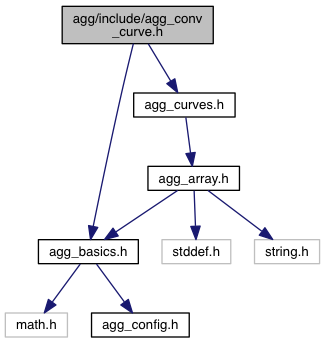 agg/include/agg_conv
_curve.h
agg_curves.h
agg_array.h
agg_basics.h
stddef.h
string.h
math.h
agg_config.h